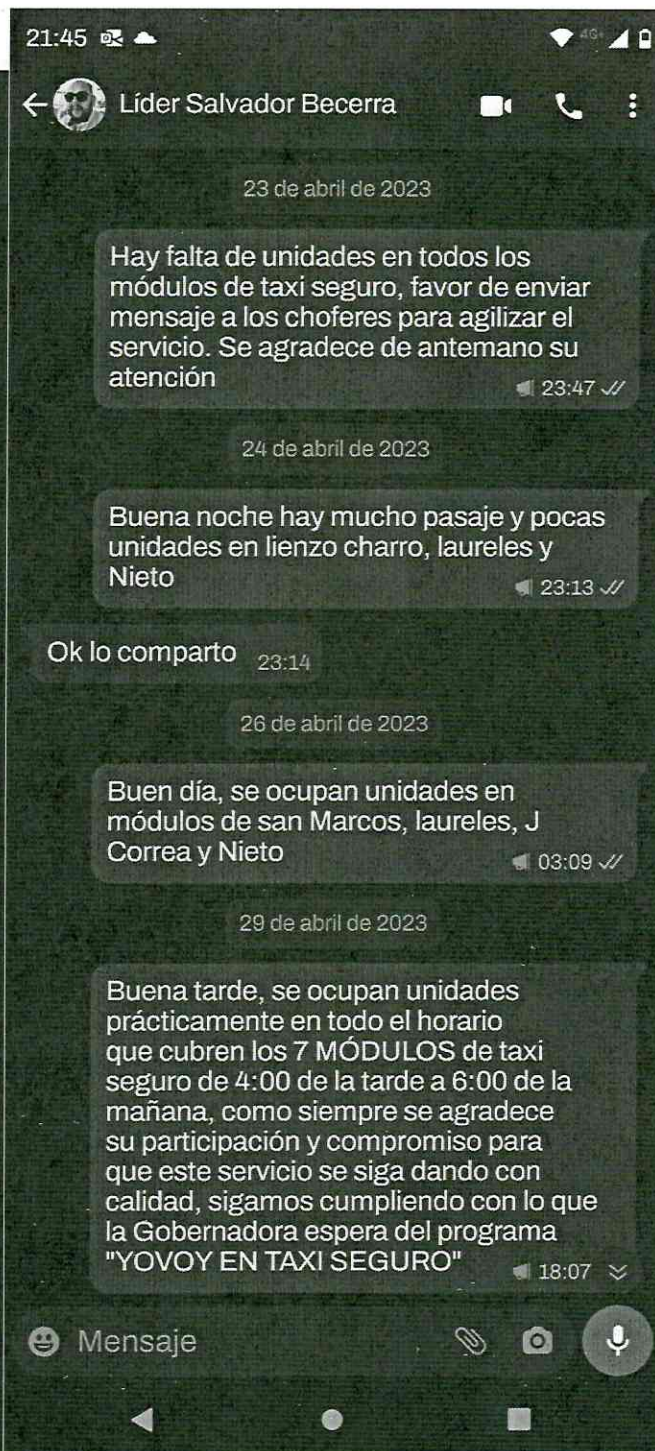 21:45
4G+
Líder Salvador Becerra
23 de abril de 2023
Hay falta de unidades en todos los
módulos de taxi seguro, favor de enviar
mensaje a los choferes para agilizar el
servicio. Se agradece de antemano su
atención
23:47
24 de abril de 2023
Buena noche hay mucho pasaje y pocas
unidades en lienzo charro, laureles y
Nieto
23:13
Ok lo comparto 23:14
26 de abril de 2023
Buen día, se ocupan unidades en
módulos de san Marcos, laureles, J
Correa y Nieto
03:09
29 de abril de 2023
Buena tarde, se ocupan unidades
prácticamente en todo el horario
que cubren los 7 MÓDULOS de taxi
seguro de 4:00 de la tarde a 6:00 de la
mañana, como siempre se agradece
su participación y compromiso para
que este servicio se siga dando con
calidad, sigamos cumpliendo con lo que
la Gobernadora espera del programa
"YOVOY EN TAXI SEGURO"
18:07
Mensaje